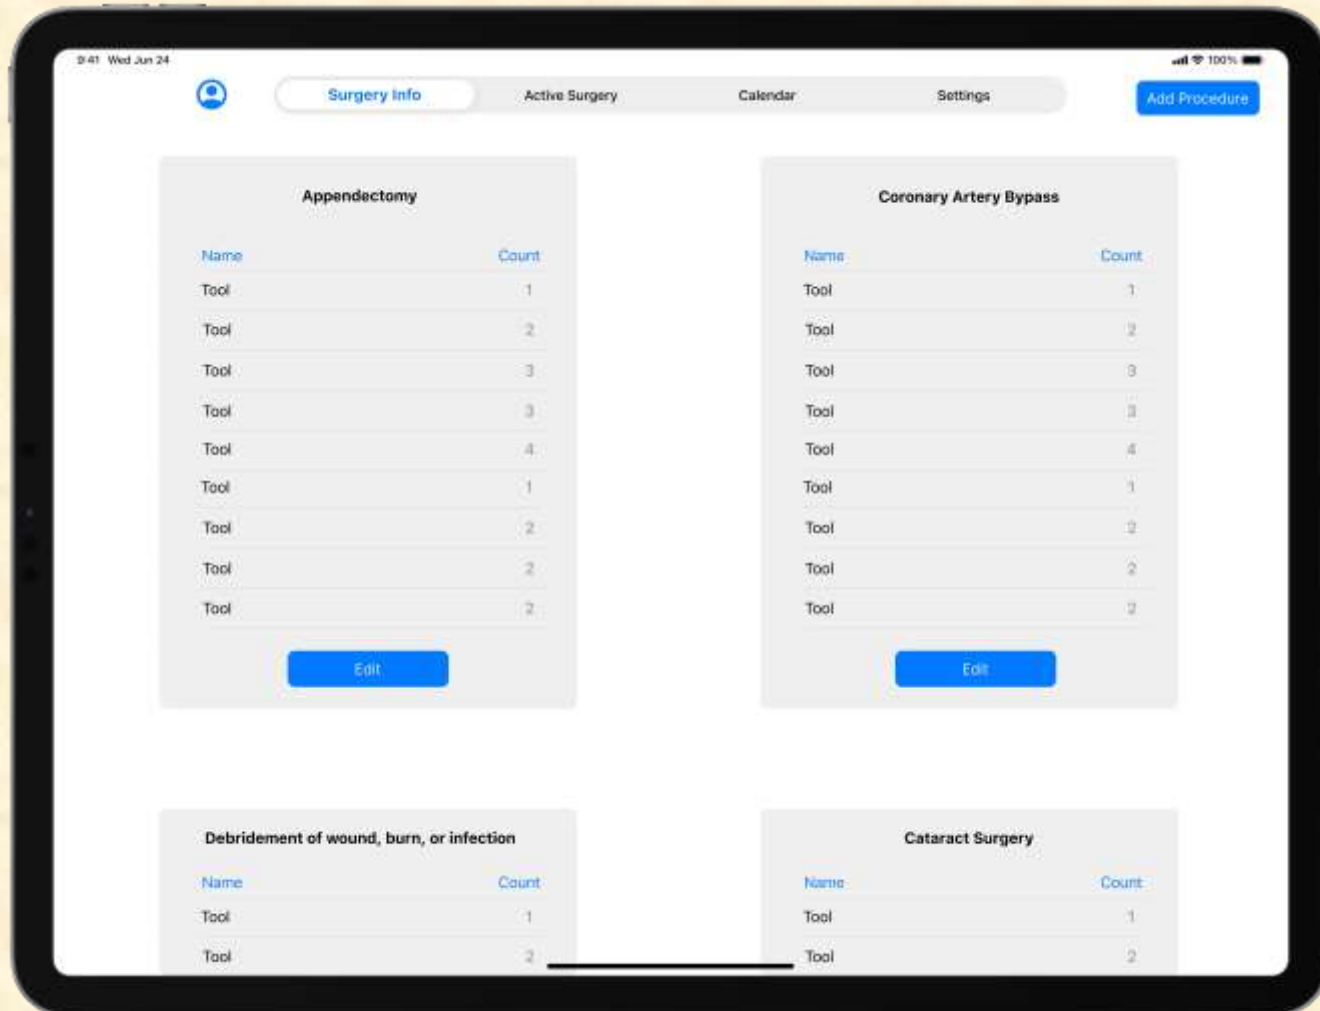 9:41 Wed Jun 24
100%
Surgery Info Active Surgery Calendar Settings
Add Procedure
Appendectomy
Name Count
Tool 1
Tool 2
Tool 3
Tool 3
Tool 4
Tool 1
Tool 2
Tool 2
Tool 2
Edit
Coronary Artery Bypass
Name Count
Tool 1
Tool 2
Tool 3
Tool 3
Tool 4
Tool 1
Tool 2
Tool 2
Tool 2
Edit
Debridement of wound, burn, or infection
Name Count
Tool 1
Tool 2
Cataract Surgery
Name Count
Tool 1
Tool 2